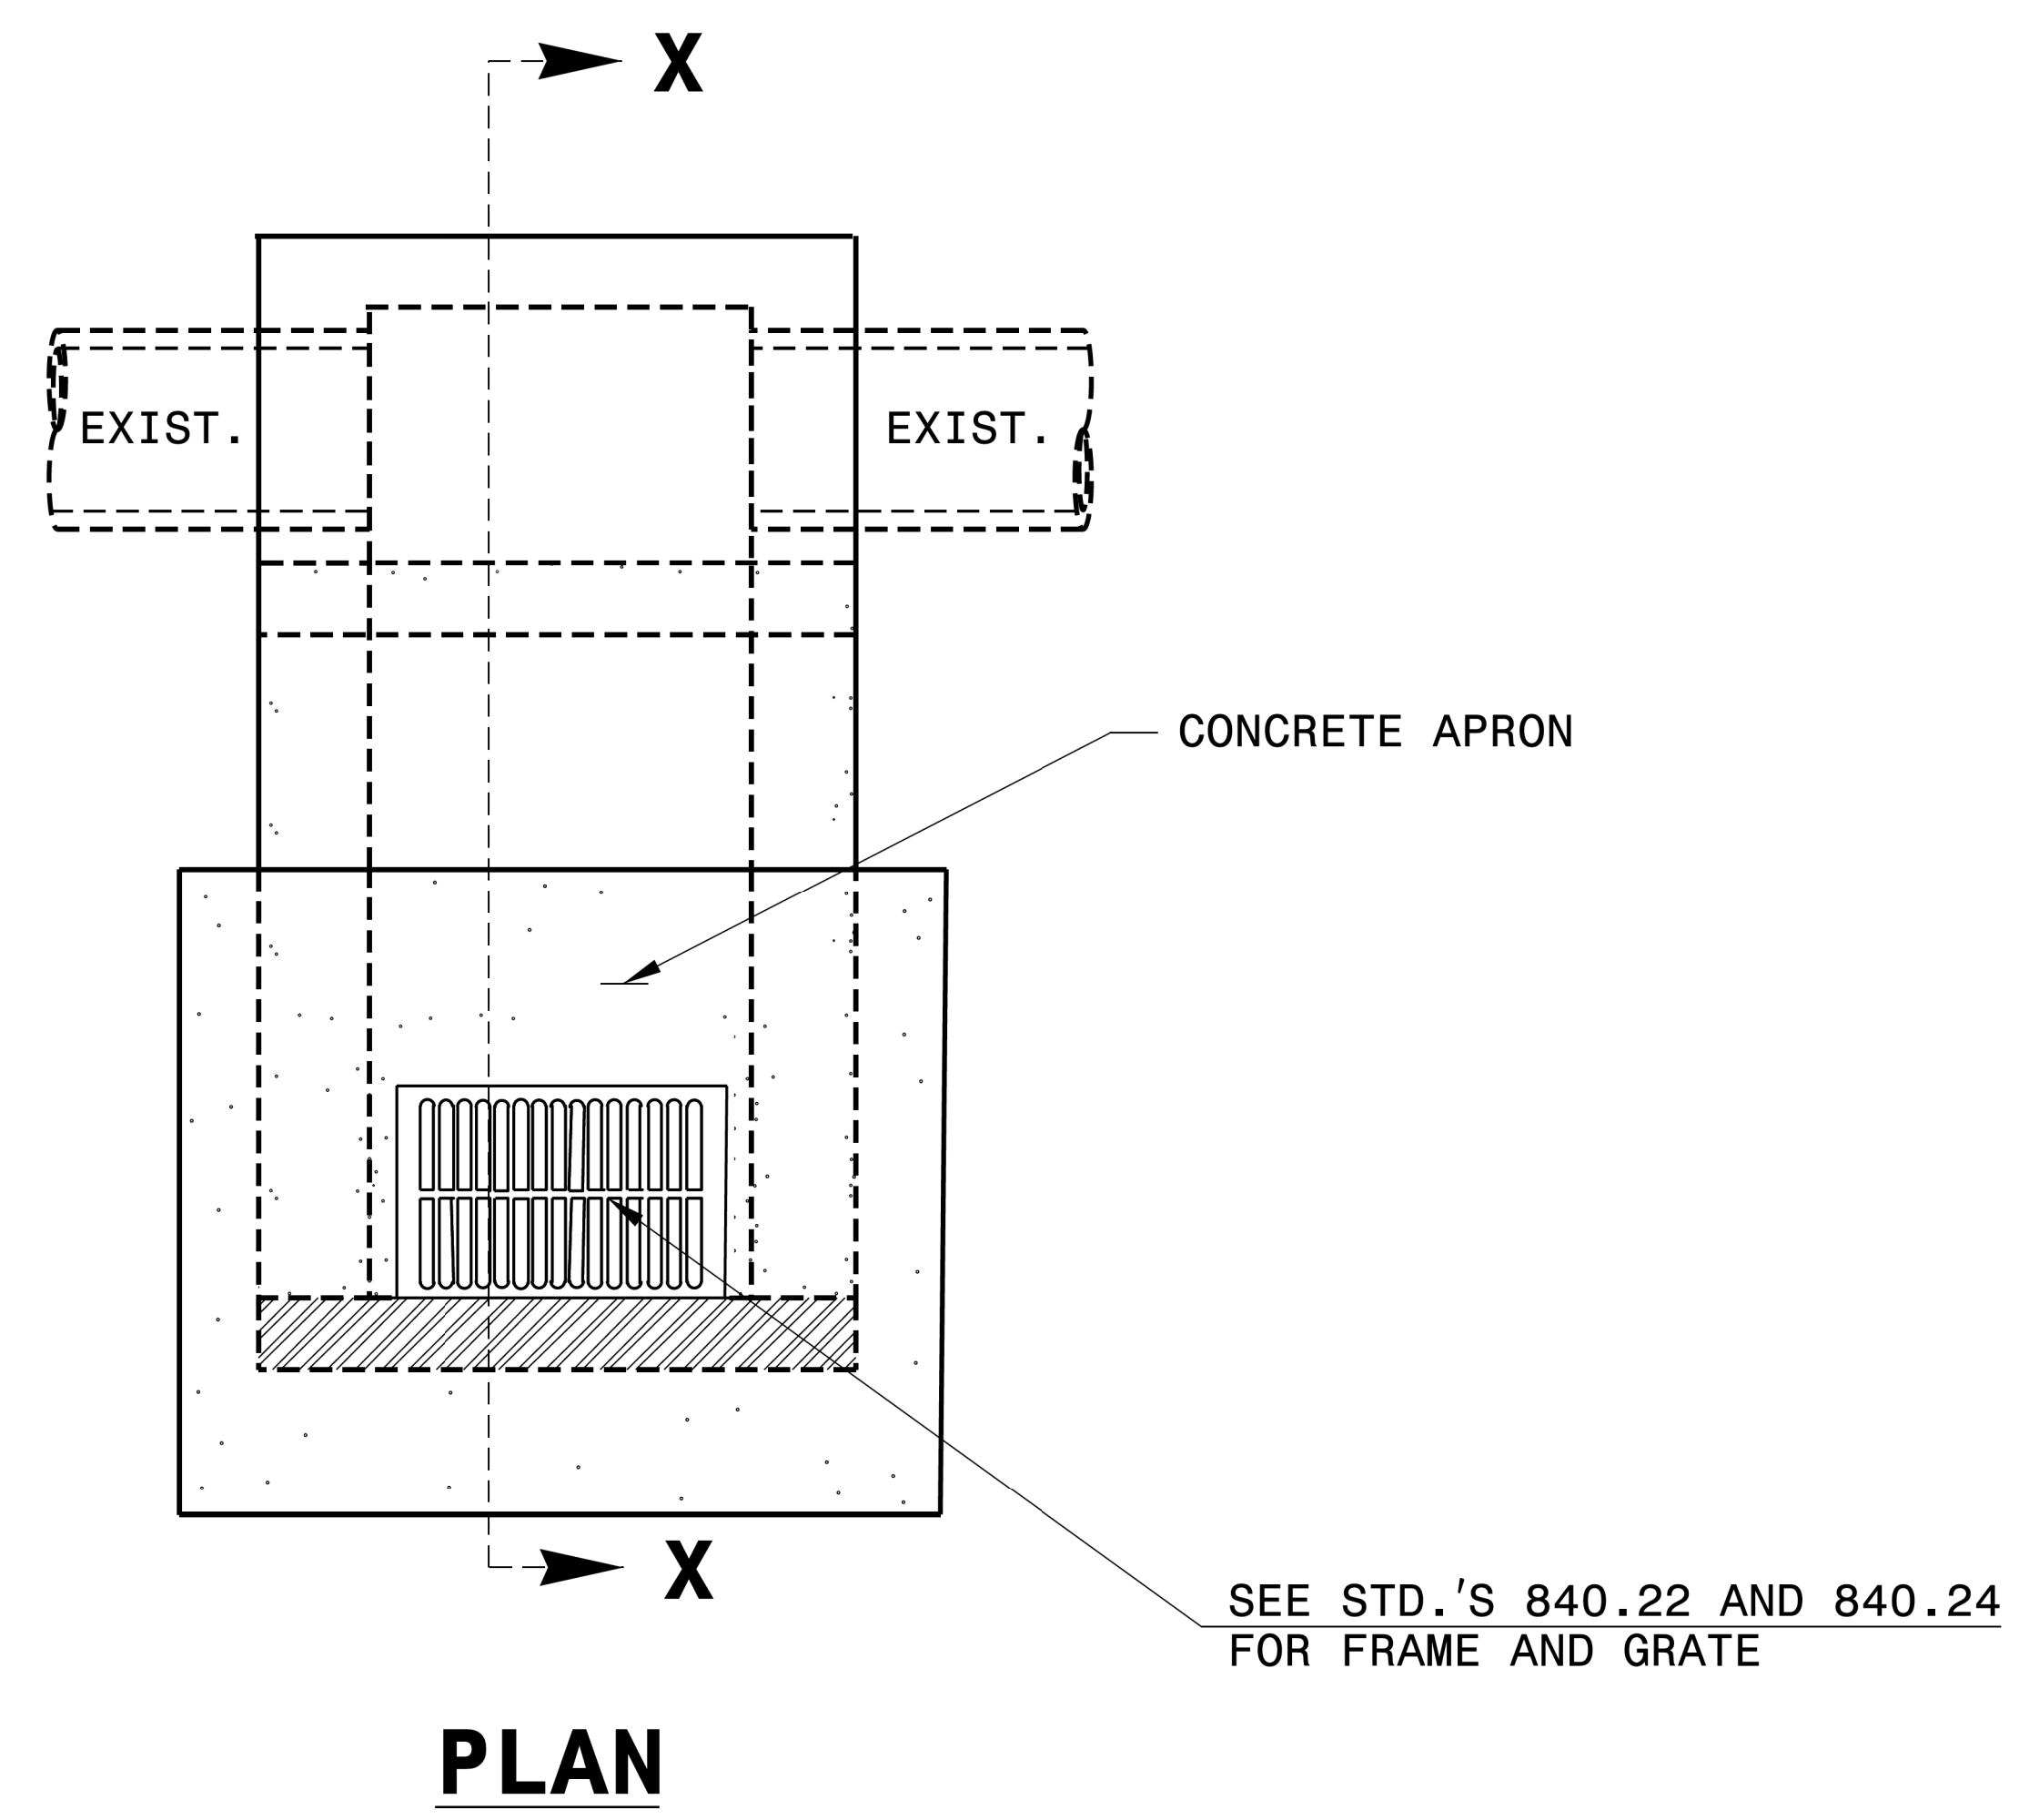 X
EXIST. EXIST.
CONCRETE APRON
X
SEE STD.'S 840.22 AND 840.24
FOR FRAME AND GRATE
PLAN